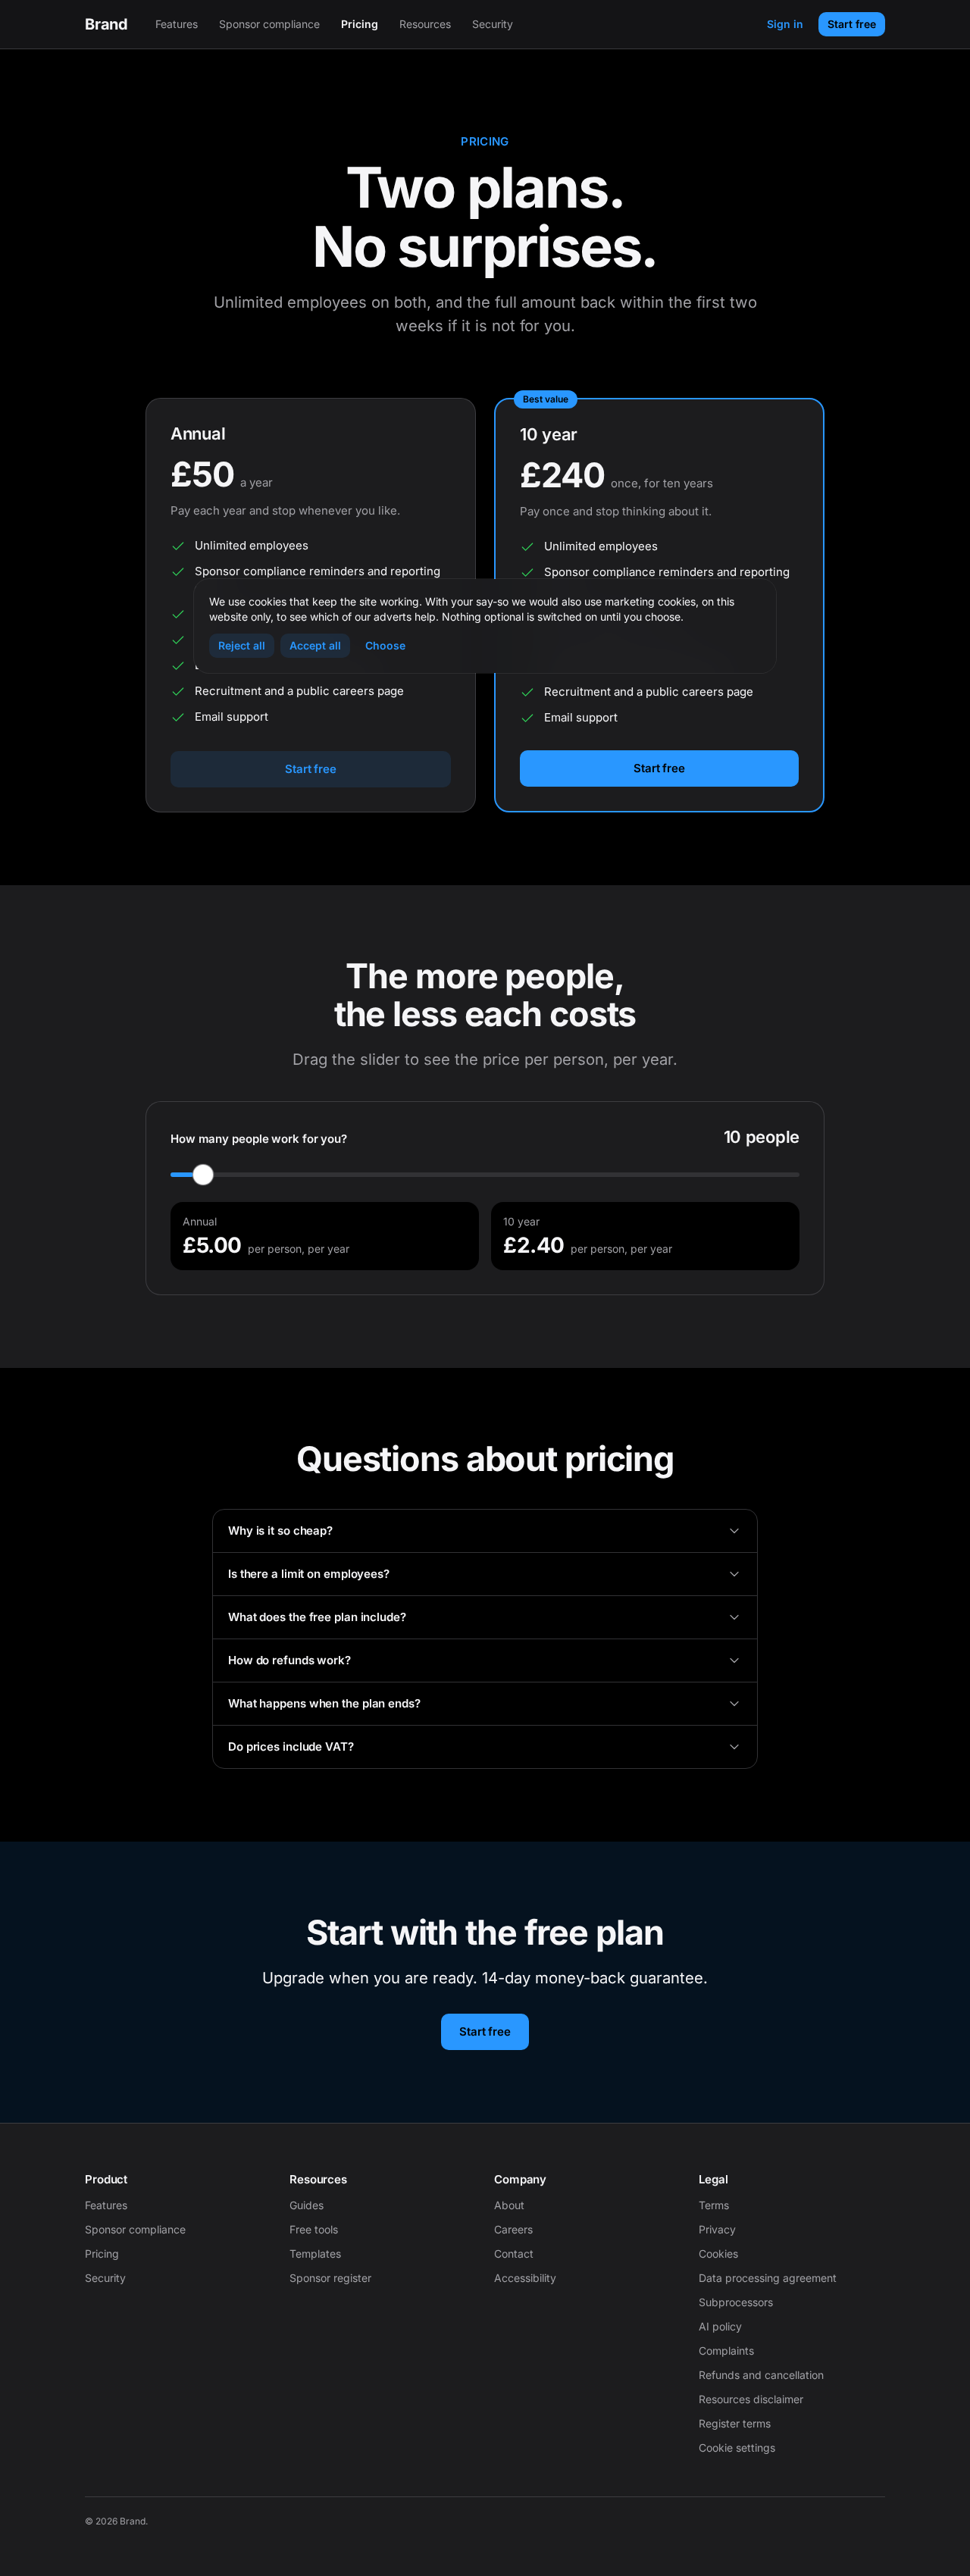 Brand
Features
Sponsor compliance
Pricing
Resources
Security
Sign in
Start free
PRICING
Two plans.
No surprises.
Unlimited employees on both, and the full amount back within the first two
weeks if it is not for you.
Annual
£50 a year
Pay each year and stop whenever you like.
Unlimited employees
Sponsor compliance reminders and reporting
Recruitment and a public careers page
Email support
Start free
Best value
10 year
£240 once, for ten years
Pay once and stop thinking about it.
Unlimited employees
Sponsor compliance reminders and reporting
Recruitment and a public careers page
Email support
Start free
We use cookies that keep the site working. With your say-so we would also use marketing cookies, on this
website only, to see which of our adverts help. Nothing optional is switched on until you choose.
Reject all
Accept all
Choose
The more people,
the less each costs
Drag the slider to see the price per person, per year.
How many people work for you?
10 people
Annual
£5.00 per person, per year
10 year
£2.40 per person, per year
Questions about pricing
Why is it so cheap?
Is there a limit on employees?
What does the free plan include?
How do refunds work?
What happens when the plan ends?
Do prices include VAT?
Start with the free plan
Upgrade when you are ready. 14-day money-back guarantee.
Start free
Product
Features
Sponsor compliance
Pricing
Security
Resources
Guides
Free tools
Templates
Sponsor register
Company
About
Careers
Contact
Accessibility
Legal
Terms
Privacy
Cookies
Data processing agreement
Subprocessors
AI policy
Complaints
Refunds and cancellation
Resources disclaimer
Register terms
Cookie settings
© 2026 Brand.